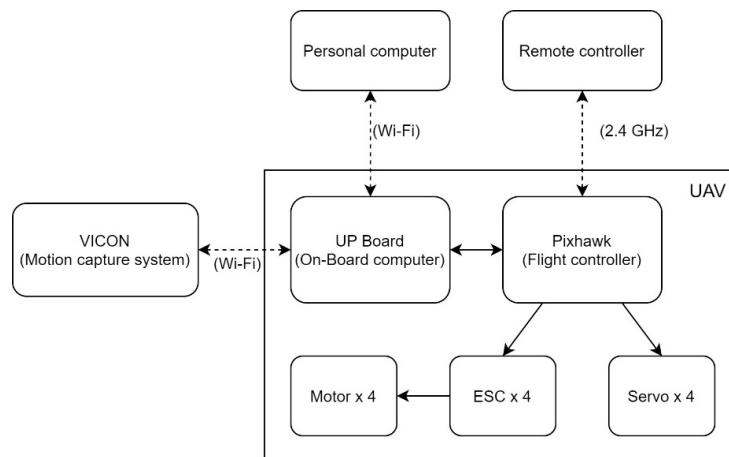 Personal computer
Remote controller
(Wi-Fi)
(2.4 GHz)
UAV
VICON
(Motion capture system)
(Wi-Fi)
UP Board
(On-Board computer)
Pixhawk
(Flight controller)
Motor x 4
ESC x 4
Servo x 4